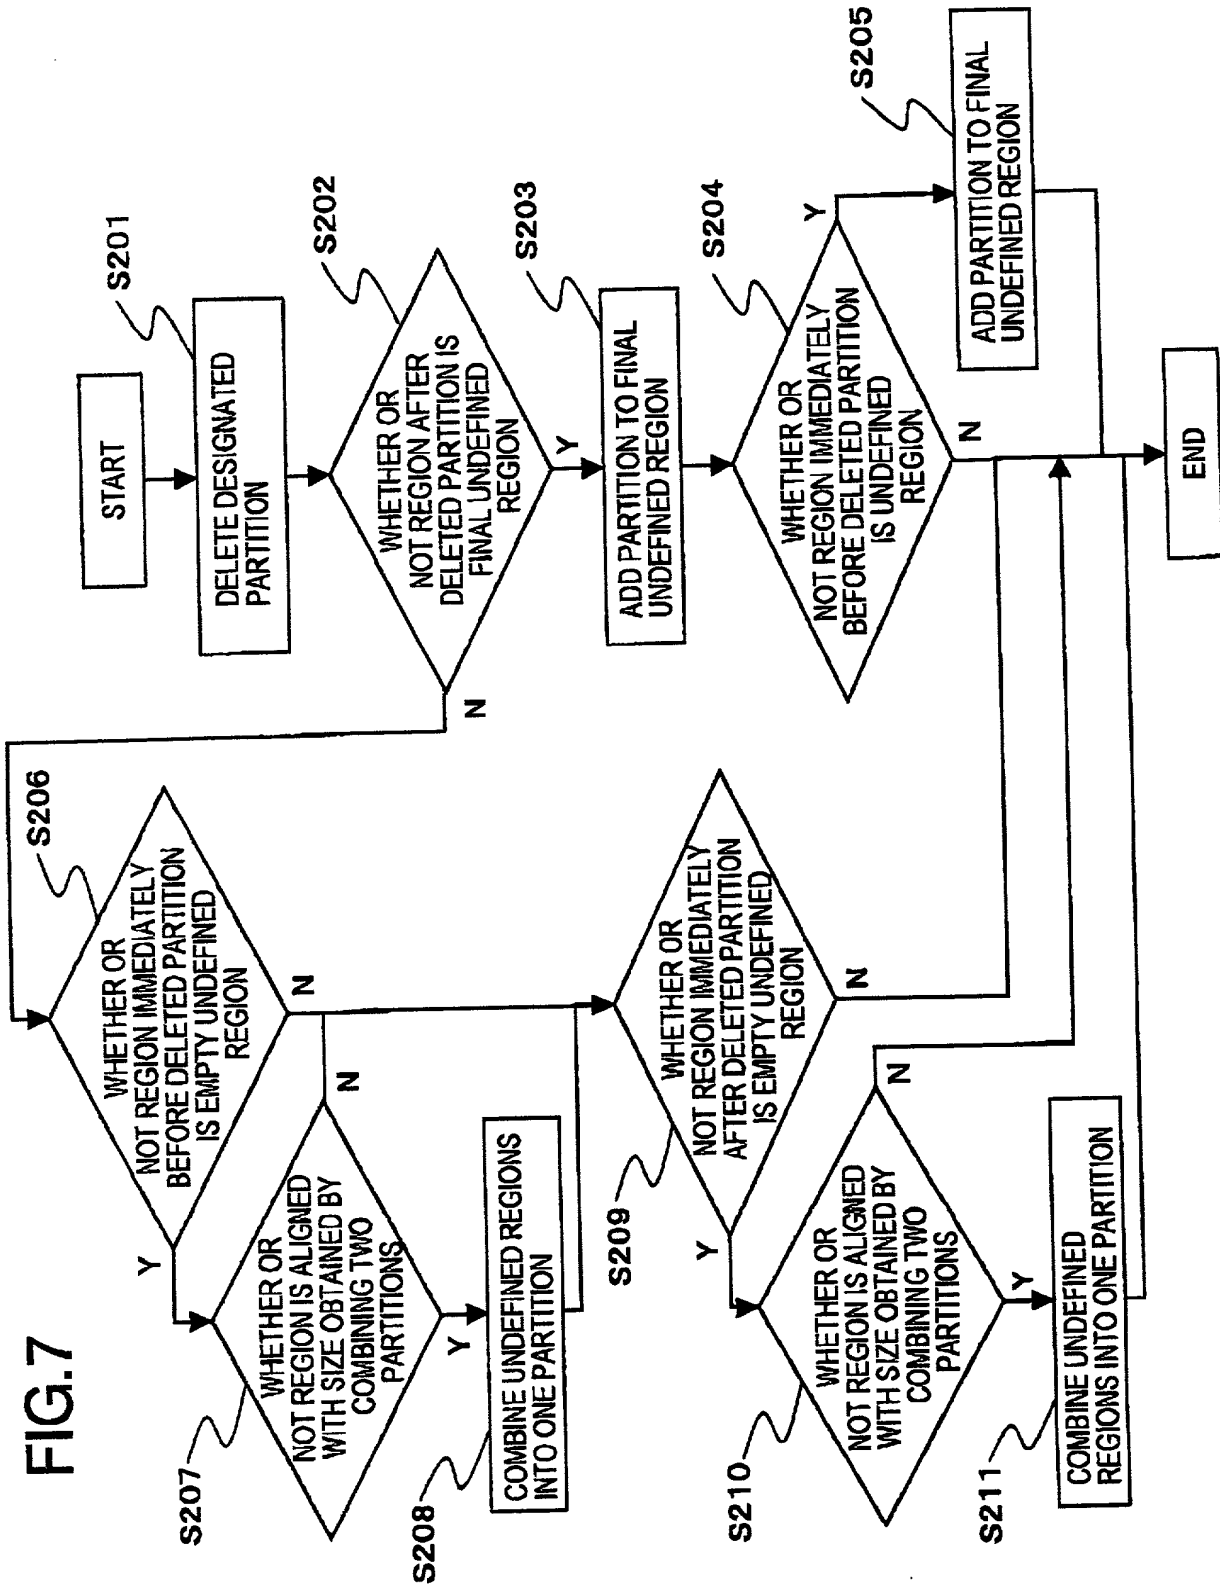 FIG.7
START
S201
DELETE DESIGNATED
PARTITION
S202
WHETHER OR
NOT REGION AFTER
DELETED PARTITION IS
FINAL UNDEFINED
REGION
N
Y
S203
ADD PARTITION TO FINAL
UNDEFINED REGION
S204
WHETHER OR
NOT REGION IMMEDIATELY
BEFORE DELETED PARTITION
IS UNDEFINED
REGION
Y
N
S205
ADD PARTITION TO FINAL
UNDEFINED REGION
S206
WHETHER OR
NOT REGION IMMEDIATELY
BEFORE DELETED PARTITION
IS EMPTY UNDEFINED
REGION
Y
N
S207
WHETHER OR
NOT REGION IS ALIGNED
WITH SIZE OBTAINED BY
COMBINING TWO
PARTITIONS
N
Y
S208
COMBINE UNDEFINED REGIONS
INTO ONE PARTITION
S209
WHETHER OR
NOT REGION IMMEDIATELY
AFTER DELETED PARTITION
IS EMPTY UNDEFINED
REGION
Y
N
S210
WHETHER OR
NOT REGION IS ALIGNED
WITH SIZE OBTAINED BY
COMBINING TWO
PARTITIONS
N
Y
S211
COMBINE UNDEFINED
REGIONS INTO ONE PARTITION
END